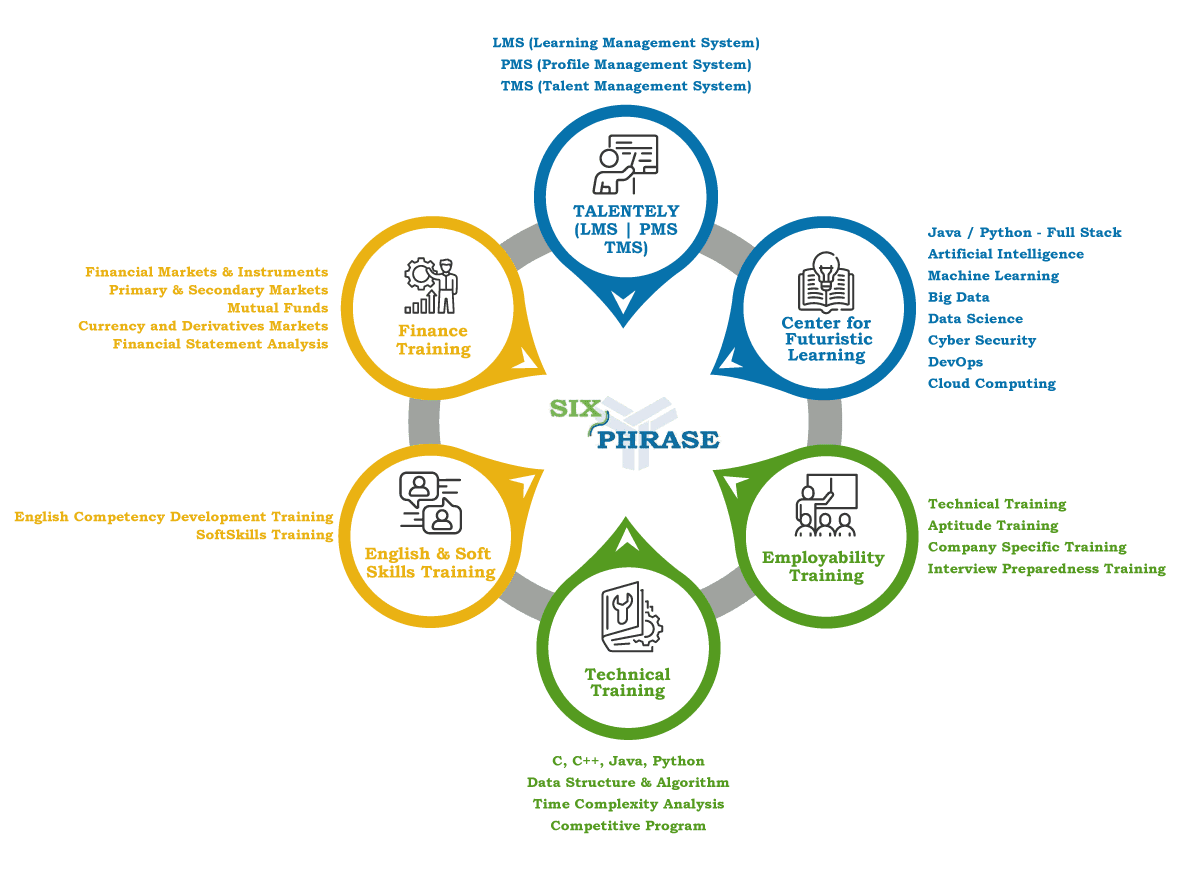 LMS (Learning Management System)
PMS (Profile Management System)
TMS (Talent Management System)
TALENTELY
(LMS | PMS
TMS)
Java / Python - Full Stack
Artificial Intelligence
Machine Learning
Big Data
Data Science
Cyber Security
DevOps
Cloud Computing
Center for
Futuristic
Learning
Financial Markets & Instruments
Primary & Secondary Markets
Mutual Funds
Currency and Derivatives Markets
Financial Statement Analysis
Finance
Training
SIX
PHRASE
English Competency Development Training
SoftSkills Training
English & Soft
Skills Training
Employability
Training
Technical Training
Aptitude Training
Company Specific Training
Interview Preparedness Training
Technical
Training
C, C++, Java, Python
Data Structure & Algorithm
Time Complexity Analysis
Competitive Program